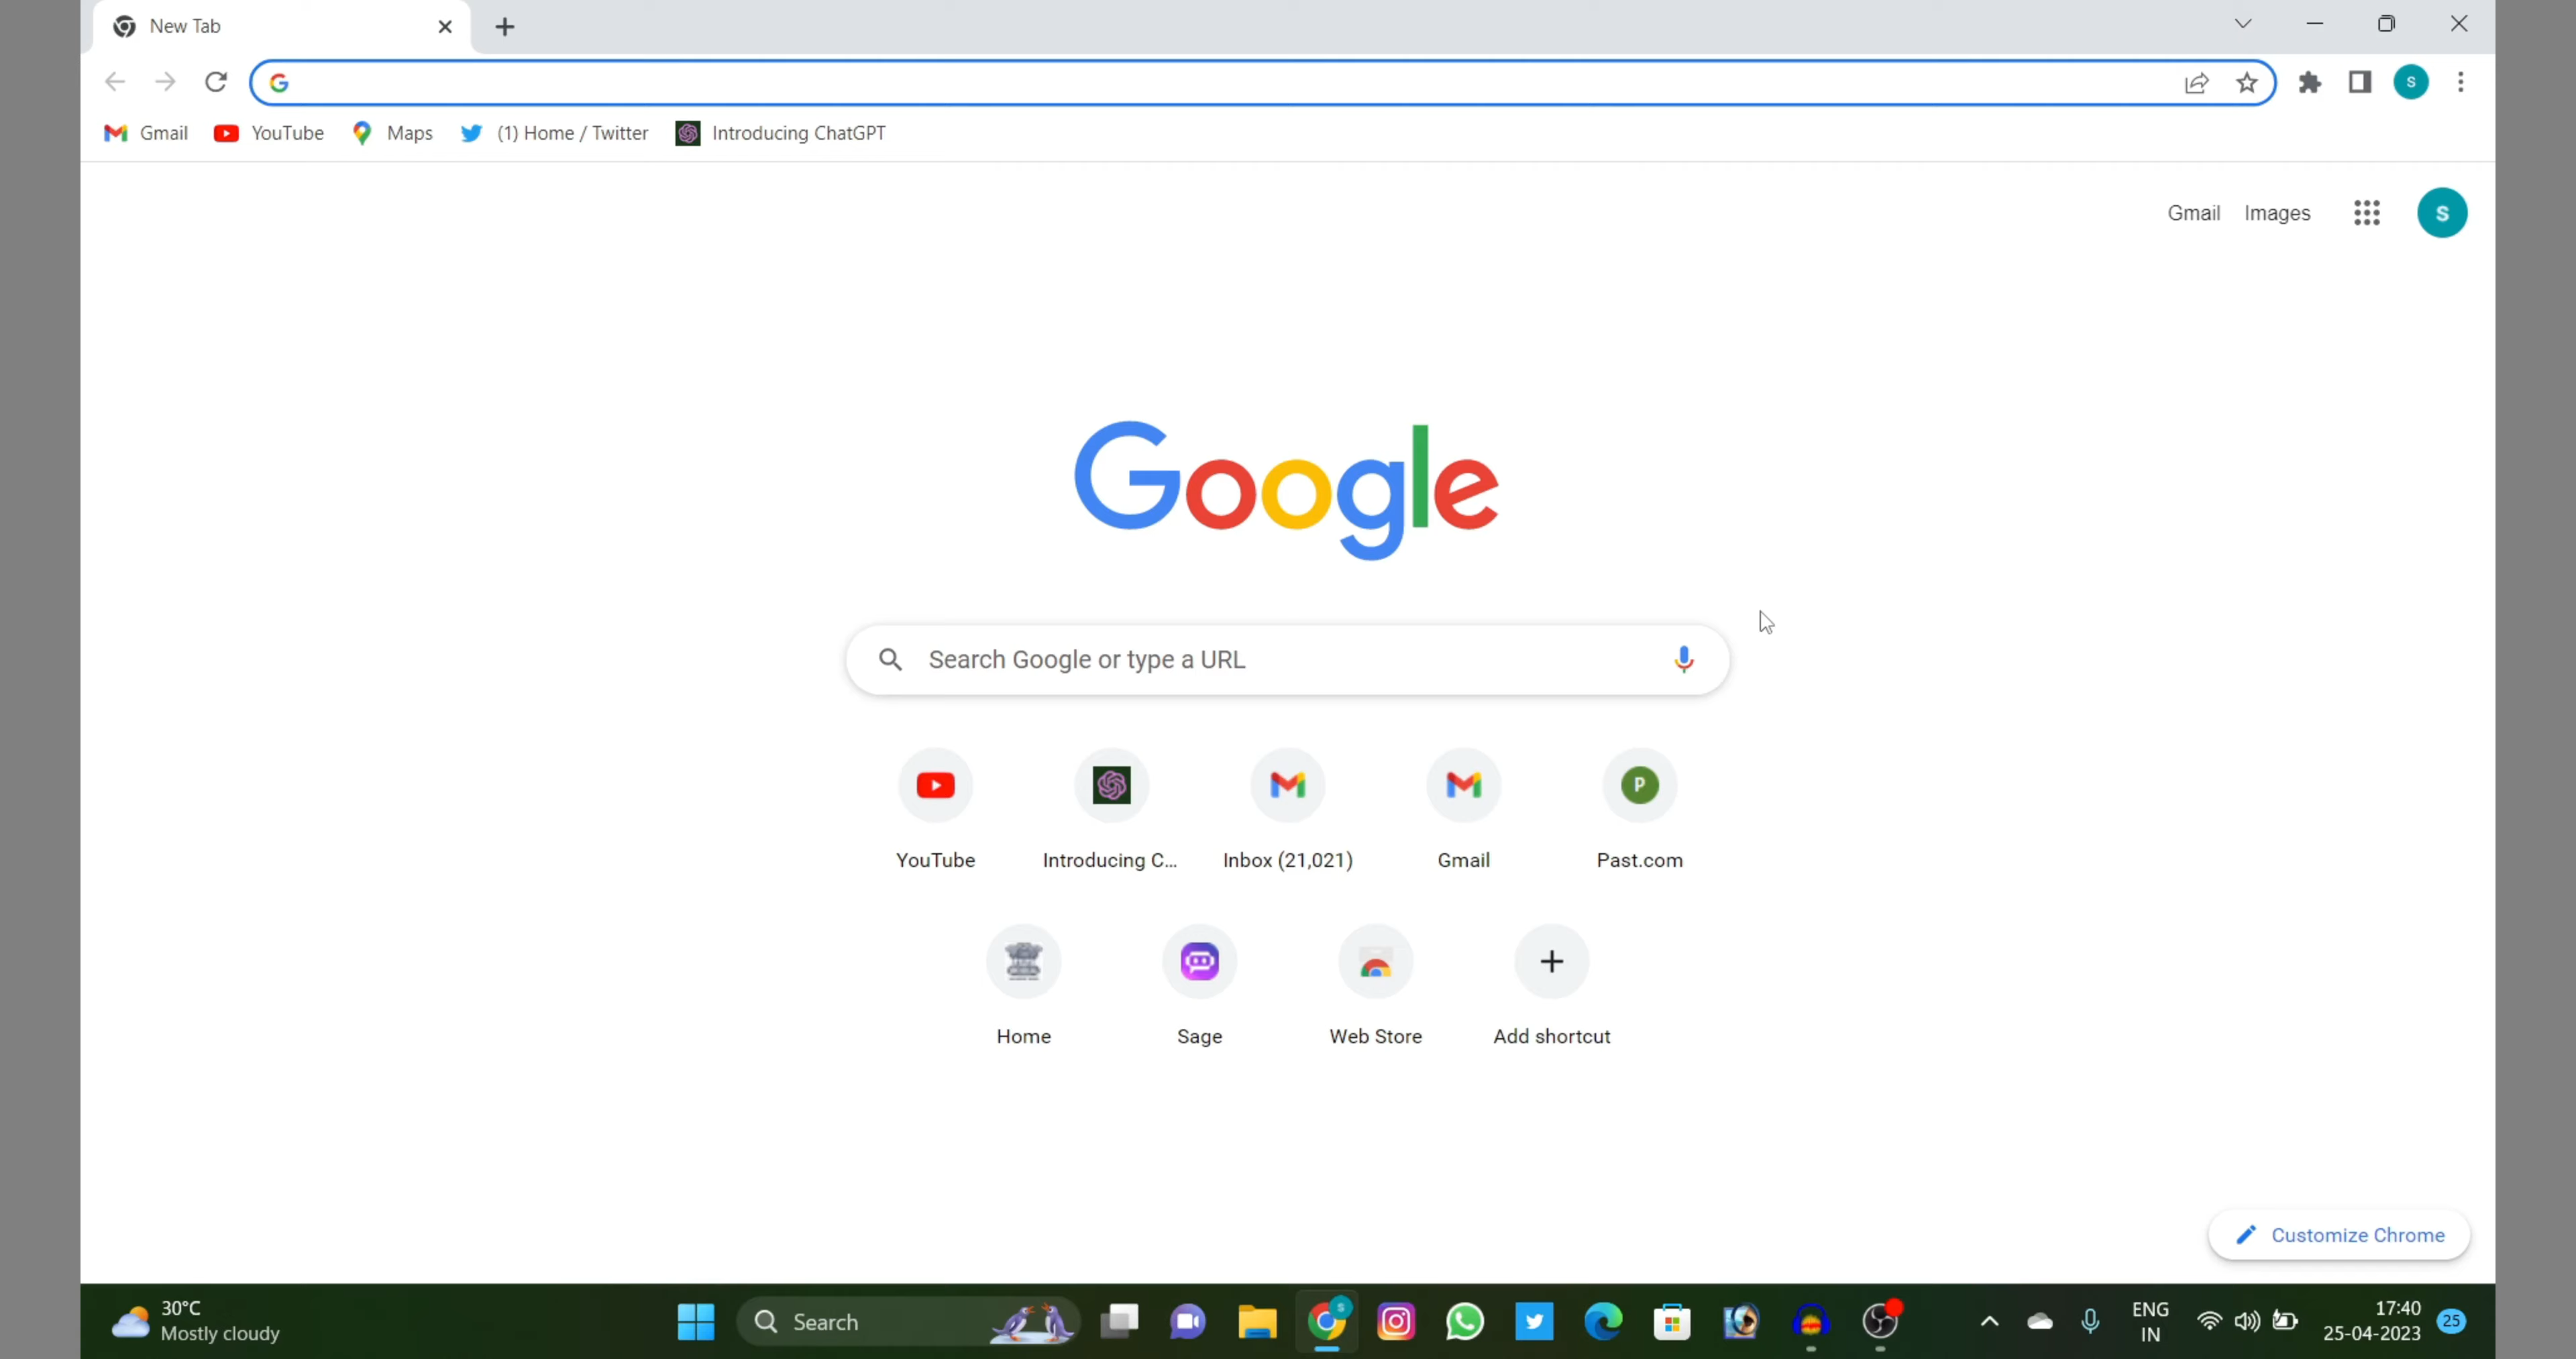 New Tab
Gmail YouTube Maps (1) Home / Twitter Introducing ChatGPT
S
Gmail Images S
Google
Search Google or type a URL
YouTube Introducing C... Inbox (21,021) Gmail P Past.com
Home Sage Web Store Add shortcut
Customize Chrome
30°C
Mostly cloudy
Search
S
ENG
IN
17:40
25-04-2023
25